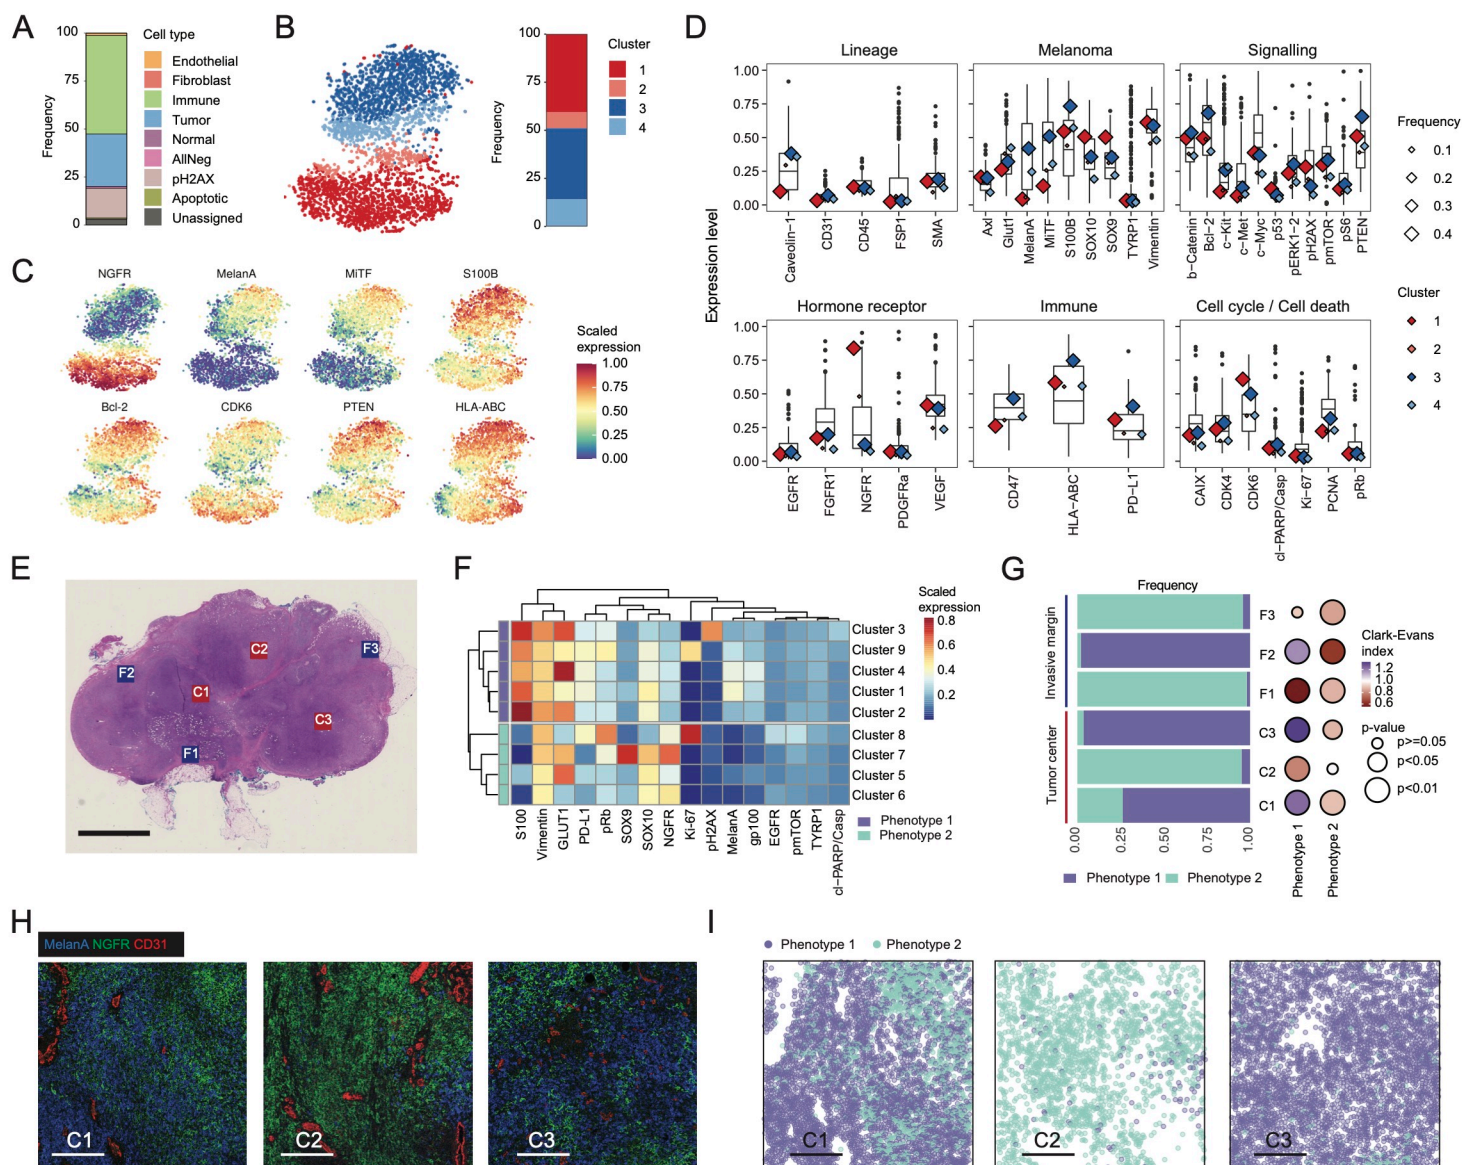 A
B
C
D
E
F
G
H
I
Cell type
Endothelial
Fibroblast
Immune
Tumor
Normal
AllNeg
pH2AX
Apoptotic
Unassigned
Frequency
100
75
50
25
0
Frequency
100
75
50
25
0
Cluster
1
2
3
4
NGFR MelanA MiTF S100B
Bcl-2 CDK6 PTEN HLA-ABC
Scaled
expression
1.00
0.75
0.50
0.25
0.00
Expression level
Lineage Melanoma Signalling
1.00
0.75
0.50
0.25
0.00
Caveolin-1 CD31 CD45 FSP1 SMA
Axl Glut1 MelanA MiTF S100B SOX10 SOX9 TYRP1 Vimentin
b-Catenin Bcl-2 c-Kit c-Met c-Myc p53 pERK1-2 pH2AX pmTOR pS6 PTEN
Hormone receptor Immune Cell cycle / Cell death
1.00
0.75
0.50
0.25
0.00
EGFR FGFR1 NGFR PDGFRa VEGF
CD47 HLA-ABC PD-L1
CAIX CDK4 CDK6 cl-PARP/Casp Ki-67 PCNA pRb
Frequency
0.1
0.2
0.3
0.4
Cluster
1
2
3
4
F2
C2
F3
C1
C3
F1
Scaled
expression
0.8
0.6
0.4
0.2
Cluster 3
Cluster 9
Cluster 4
Cluster 1
Cluster 2
Cluster 8
Cluster 7
Cluster 5
Cluster 6
S100 Vimentin GLUT1 PD-L1 pRb SOX9 SOX10 NGFR Ki-67 pH2AX MelanA gp100 EGFR pmTOR TYRP1 cl-PARP/Casp
Phenotype 1
Phenotype 2
Frequency
Invasive margin
Tumor center
F3
F2
F1
C3
C2
C1
0.00 0.25 0.50 0.75 1.00
Phenotype 1 Phenotype 2
Phenotype 1 Phenotype 2
Clark-Evans
index
1.2
1.0
0.8
0.6
p-value
p>=0.05
p<0.05
p<0.01
MelanA NGFR CD31
C1 C2 C3
Phenotype 1 Phenotype 2
C1 C2 C3